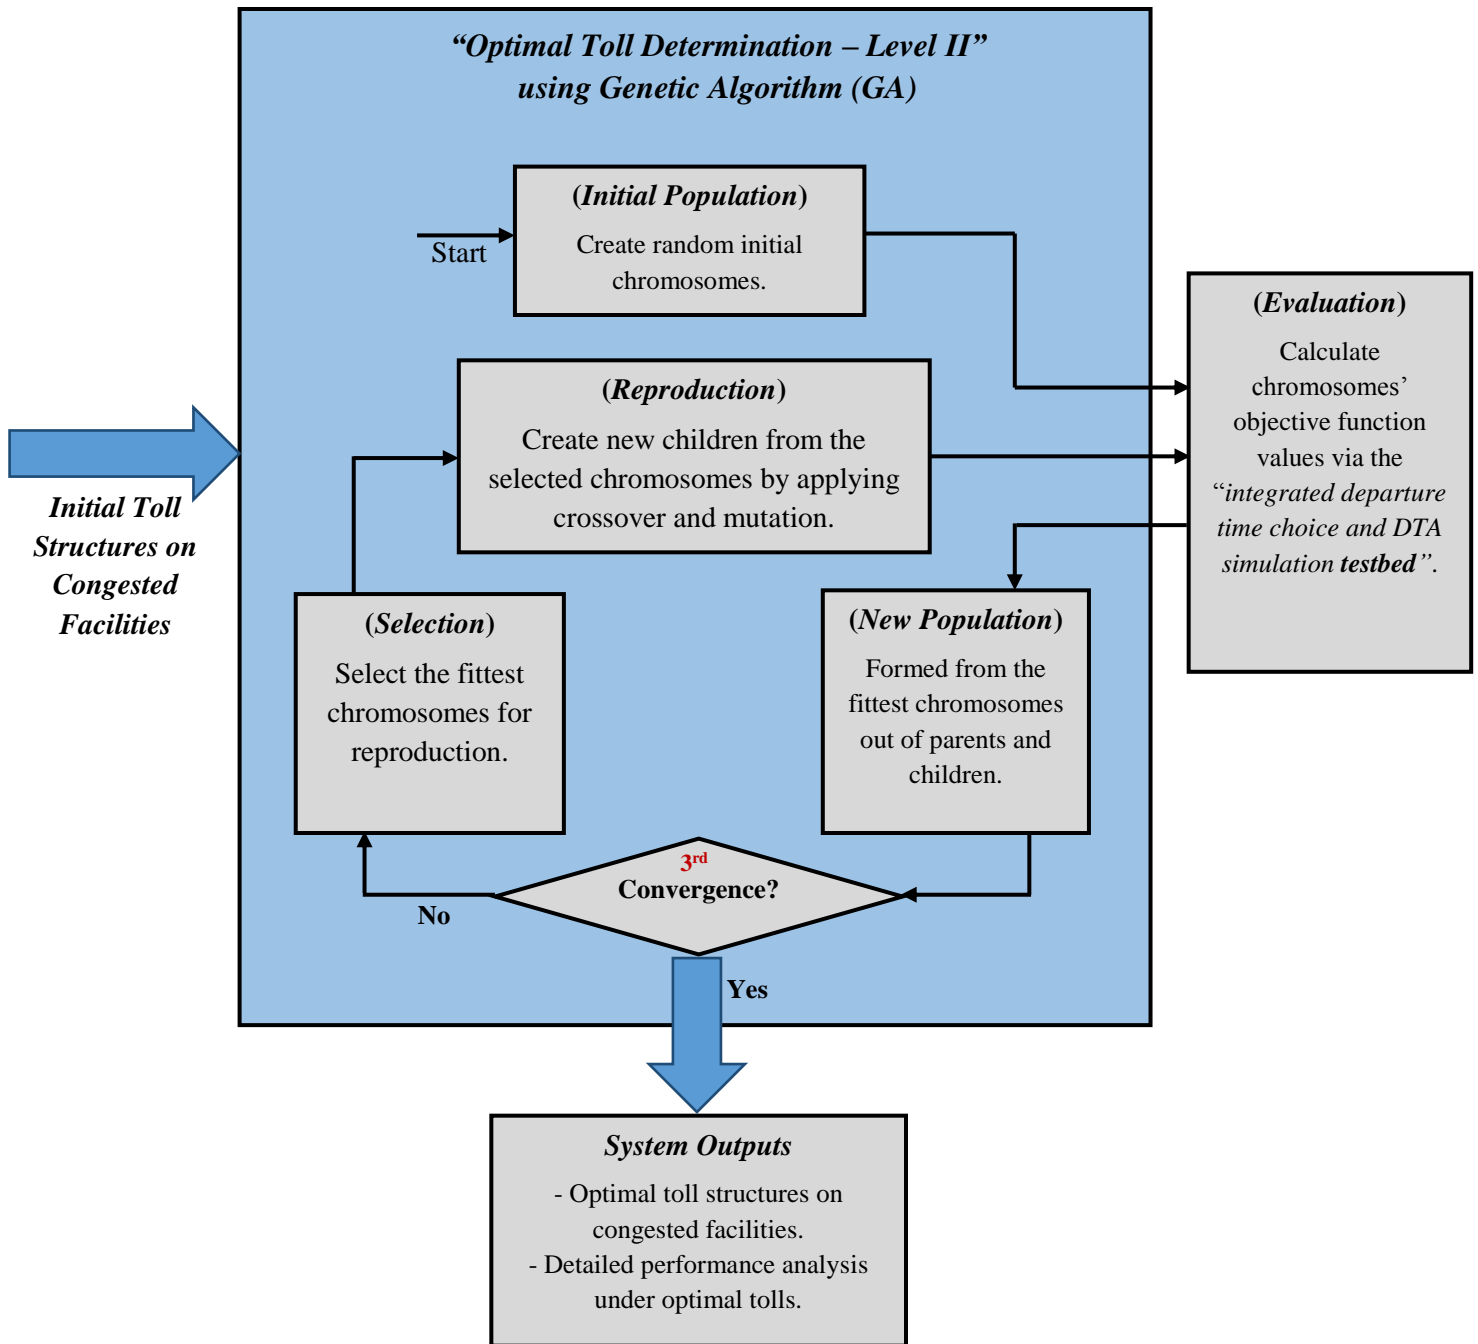 “Optimal Toll Determination – Level II”
using Genetic Algorithm (GA)
(Initial Population)
Create random initial
chromosomes.
Start
(Evaluation)
Calculate
chromosomes’
objective function
values via the
“integrated departure
time choice and DTA
simulation testbed”.
(Reproduction)
Create new children from the
selected chromosomes by applying
crossover and mutation.
Initial Toll
Structures on
Congested
Facilities
(Selection)
Select the fittest
chromosomes for
reproduction.
(New Population)
Formed from the
fittest chromosomes
out of parents and
children.
3rd
Convergence?
No
Yes
System Outputs
- Optimal toll structures on
congested facilities.
- Detailed performance analysis
under optimal tolls.